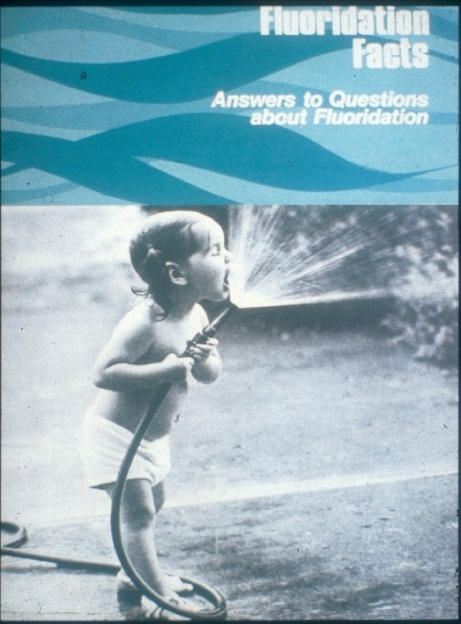 Fluoridation
Facts
Answers to Questions
about Fluoridation